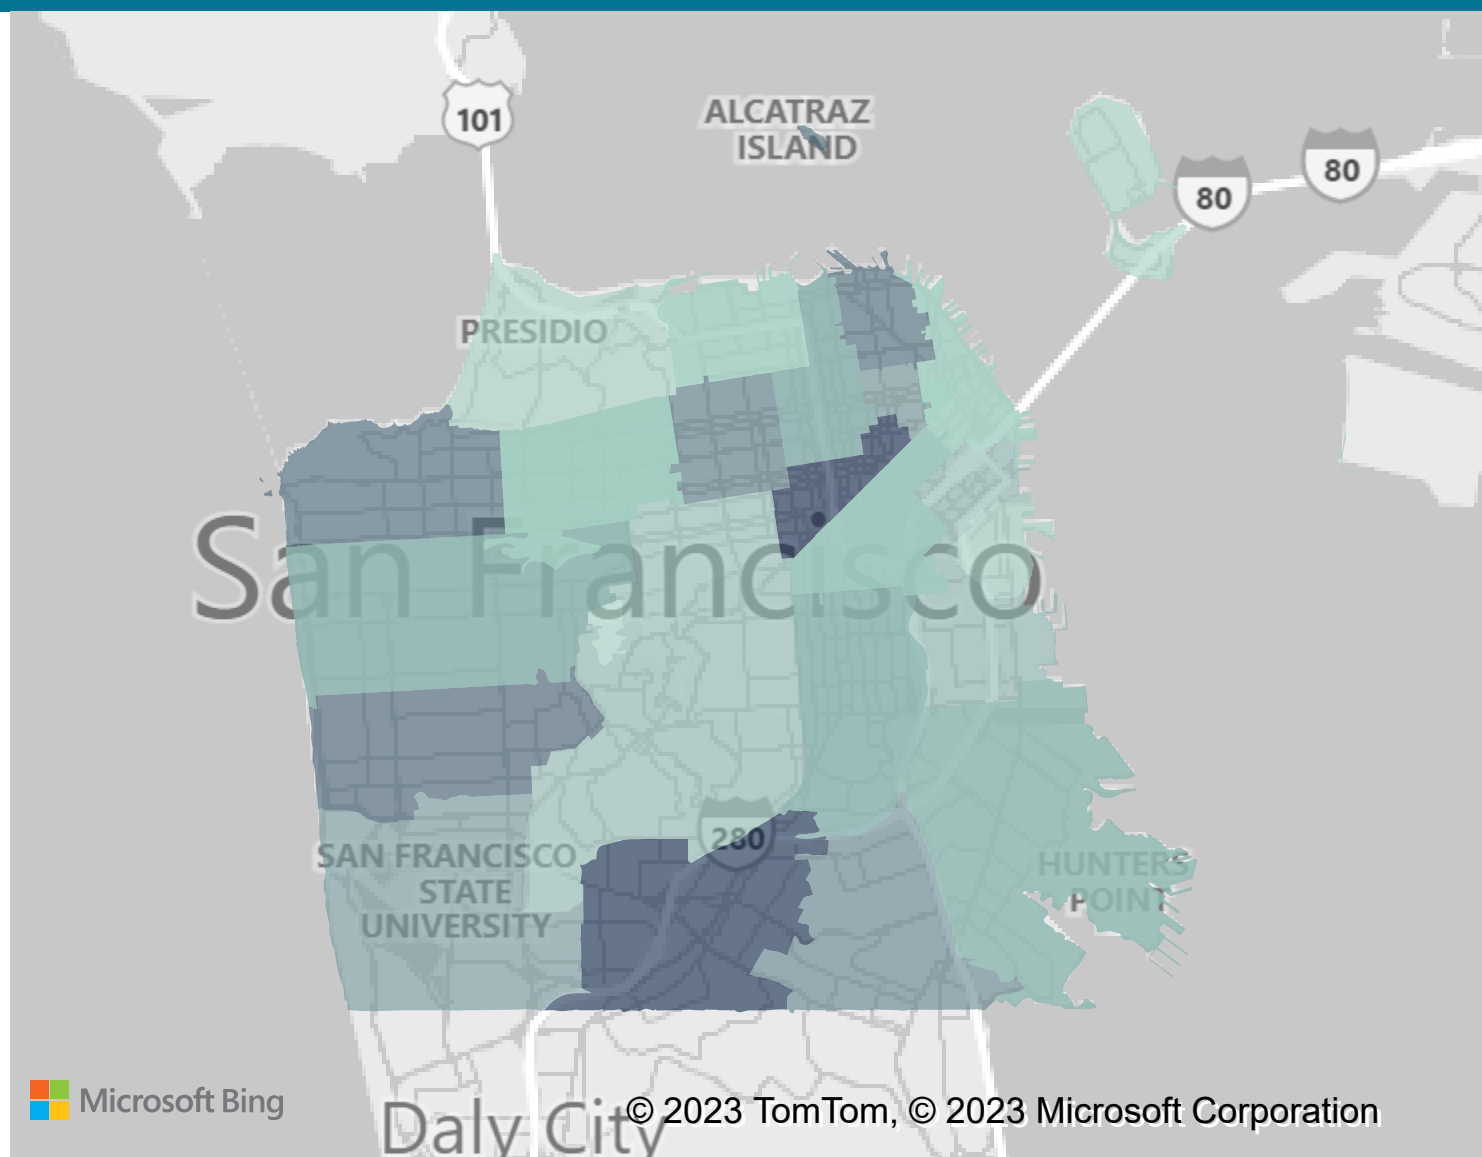 101
ALCATRAZ
ISLAND
80
80
PRESIDIO
San Francisco
280
SAN FRANCISCO
STATE
UNIVERSITY
HUNTERS
POINT
Microsoft Bing
Daly City
© 2023 TomTom, © 2023 Microsoft Corporation